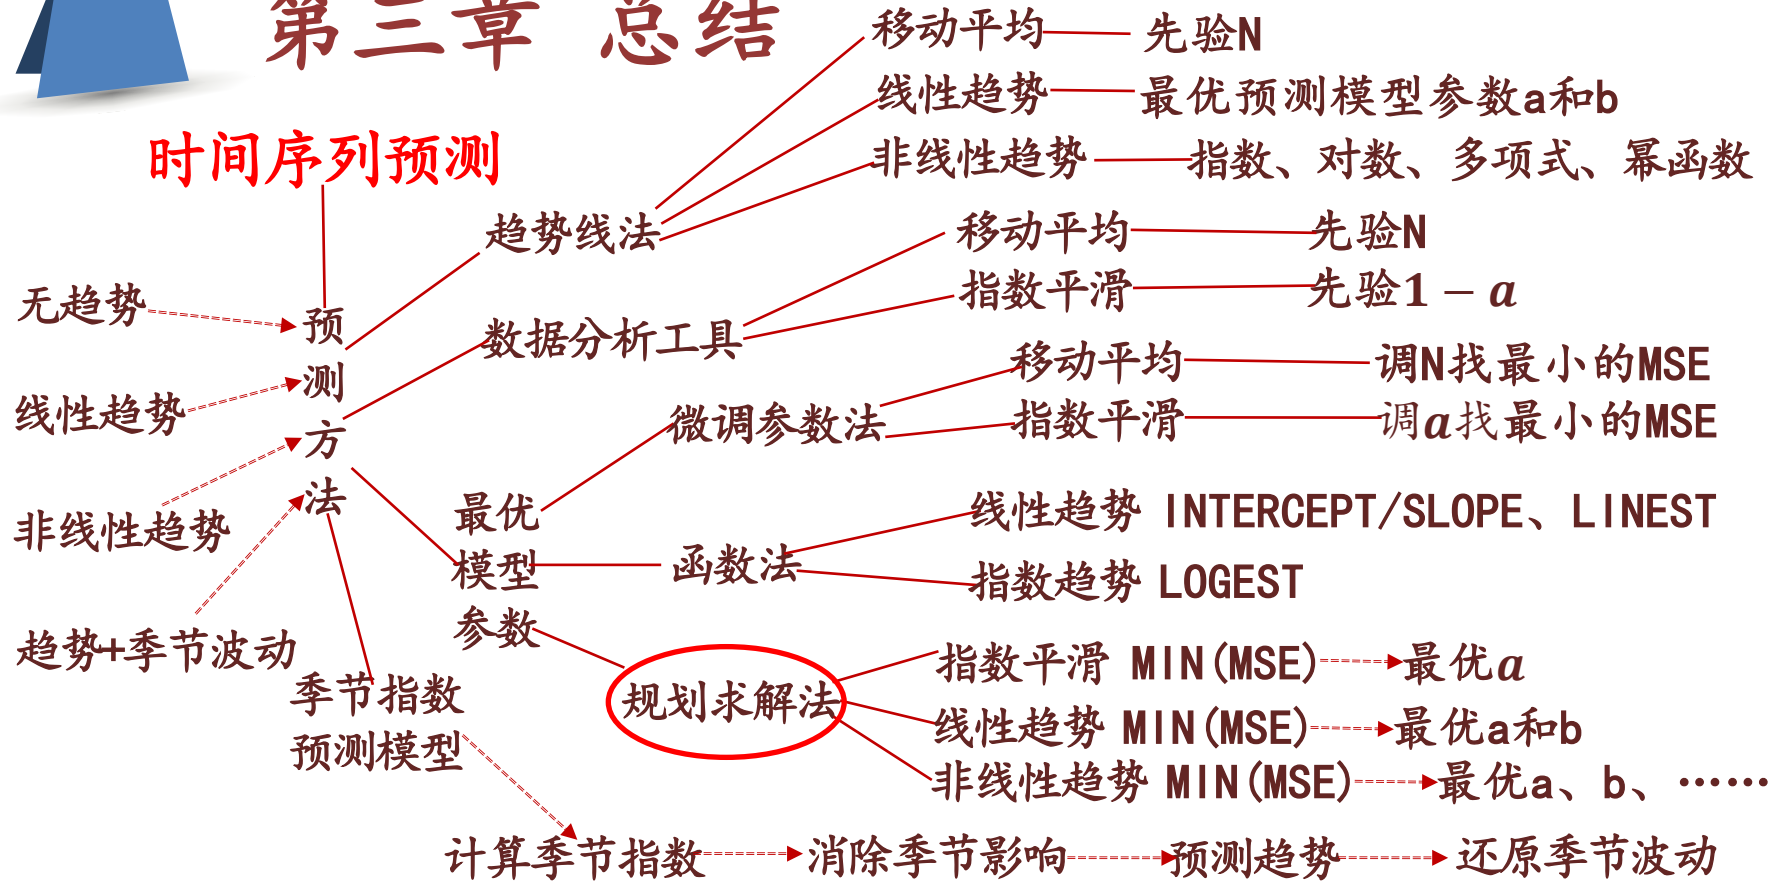 第三章 总结
时间序列预测
无趋势
线性趋势
非线性趋势
趋势+季节波动
预
测
方
法
趋势线法
移动平均
先验N
线性趋势
最优预测模型参数a和b
非线性趋势
指数、对数、多项式、幂函数
数据分析工具
移动平均
先验N
指数平滑
先验1 − a
最优
模型
参数
微调参数法
移动平均
调N找最小的MSE
指数平滑
调a找最小的MSE
函数法
线性趋势 INTERCEPT/SLOPE、LINEST
指数趋势 LOGEST
规划求解法
指数平滑 MIN(MSE)
最优a
线性趋势 MIN(MSE)
最优a和b
非线性趋势 MIN(MSE)
最优a、b、……
季节指数
预测模型
计算季节指数
消除季节影响
预测趋势
还原季节波动